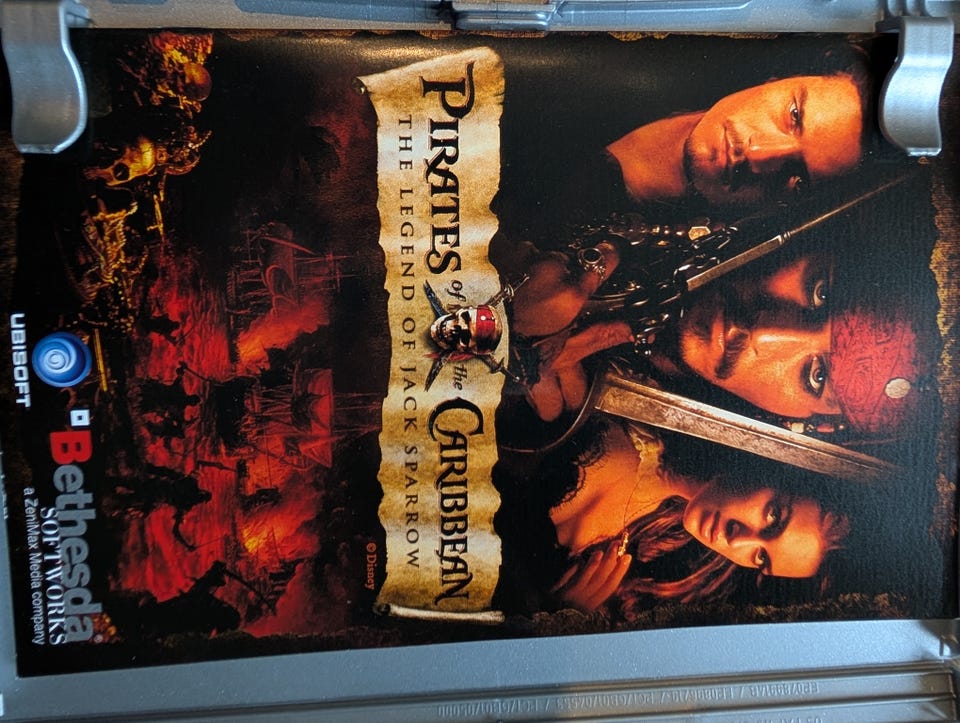 PIRATES of the CARIBBEAN
THE LEGEND OF JACK SPARROW
© Disney
UBISOFT
Bethesda®
SOFTWORKS
a ZeniMax Media company